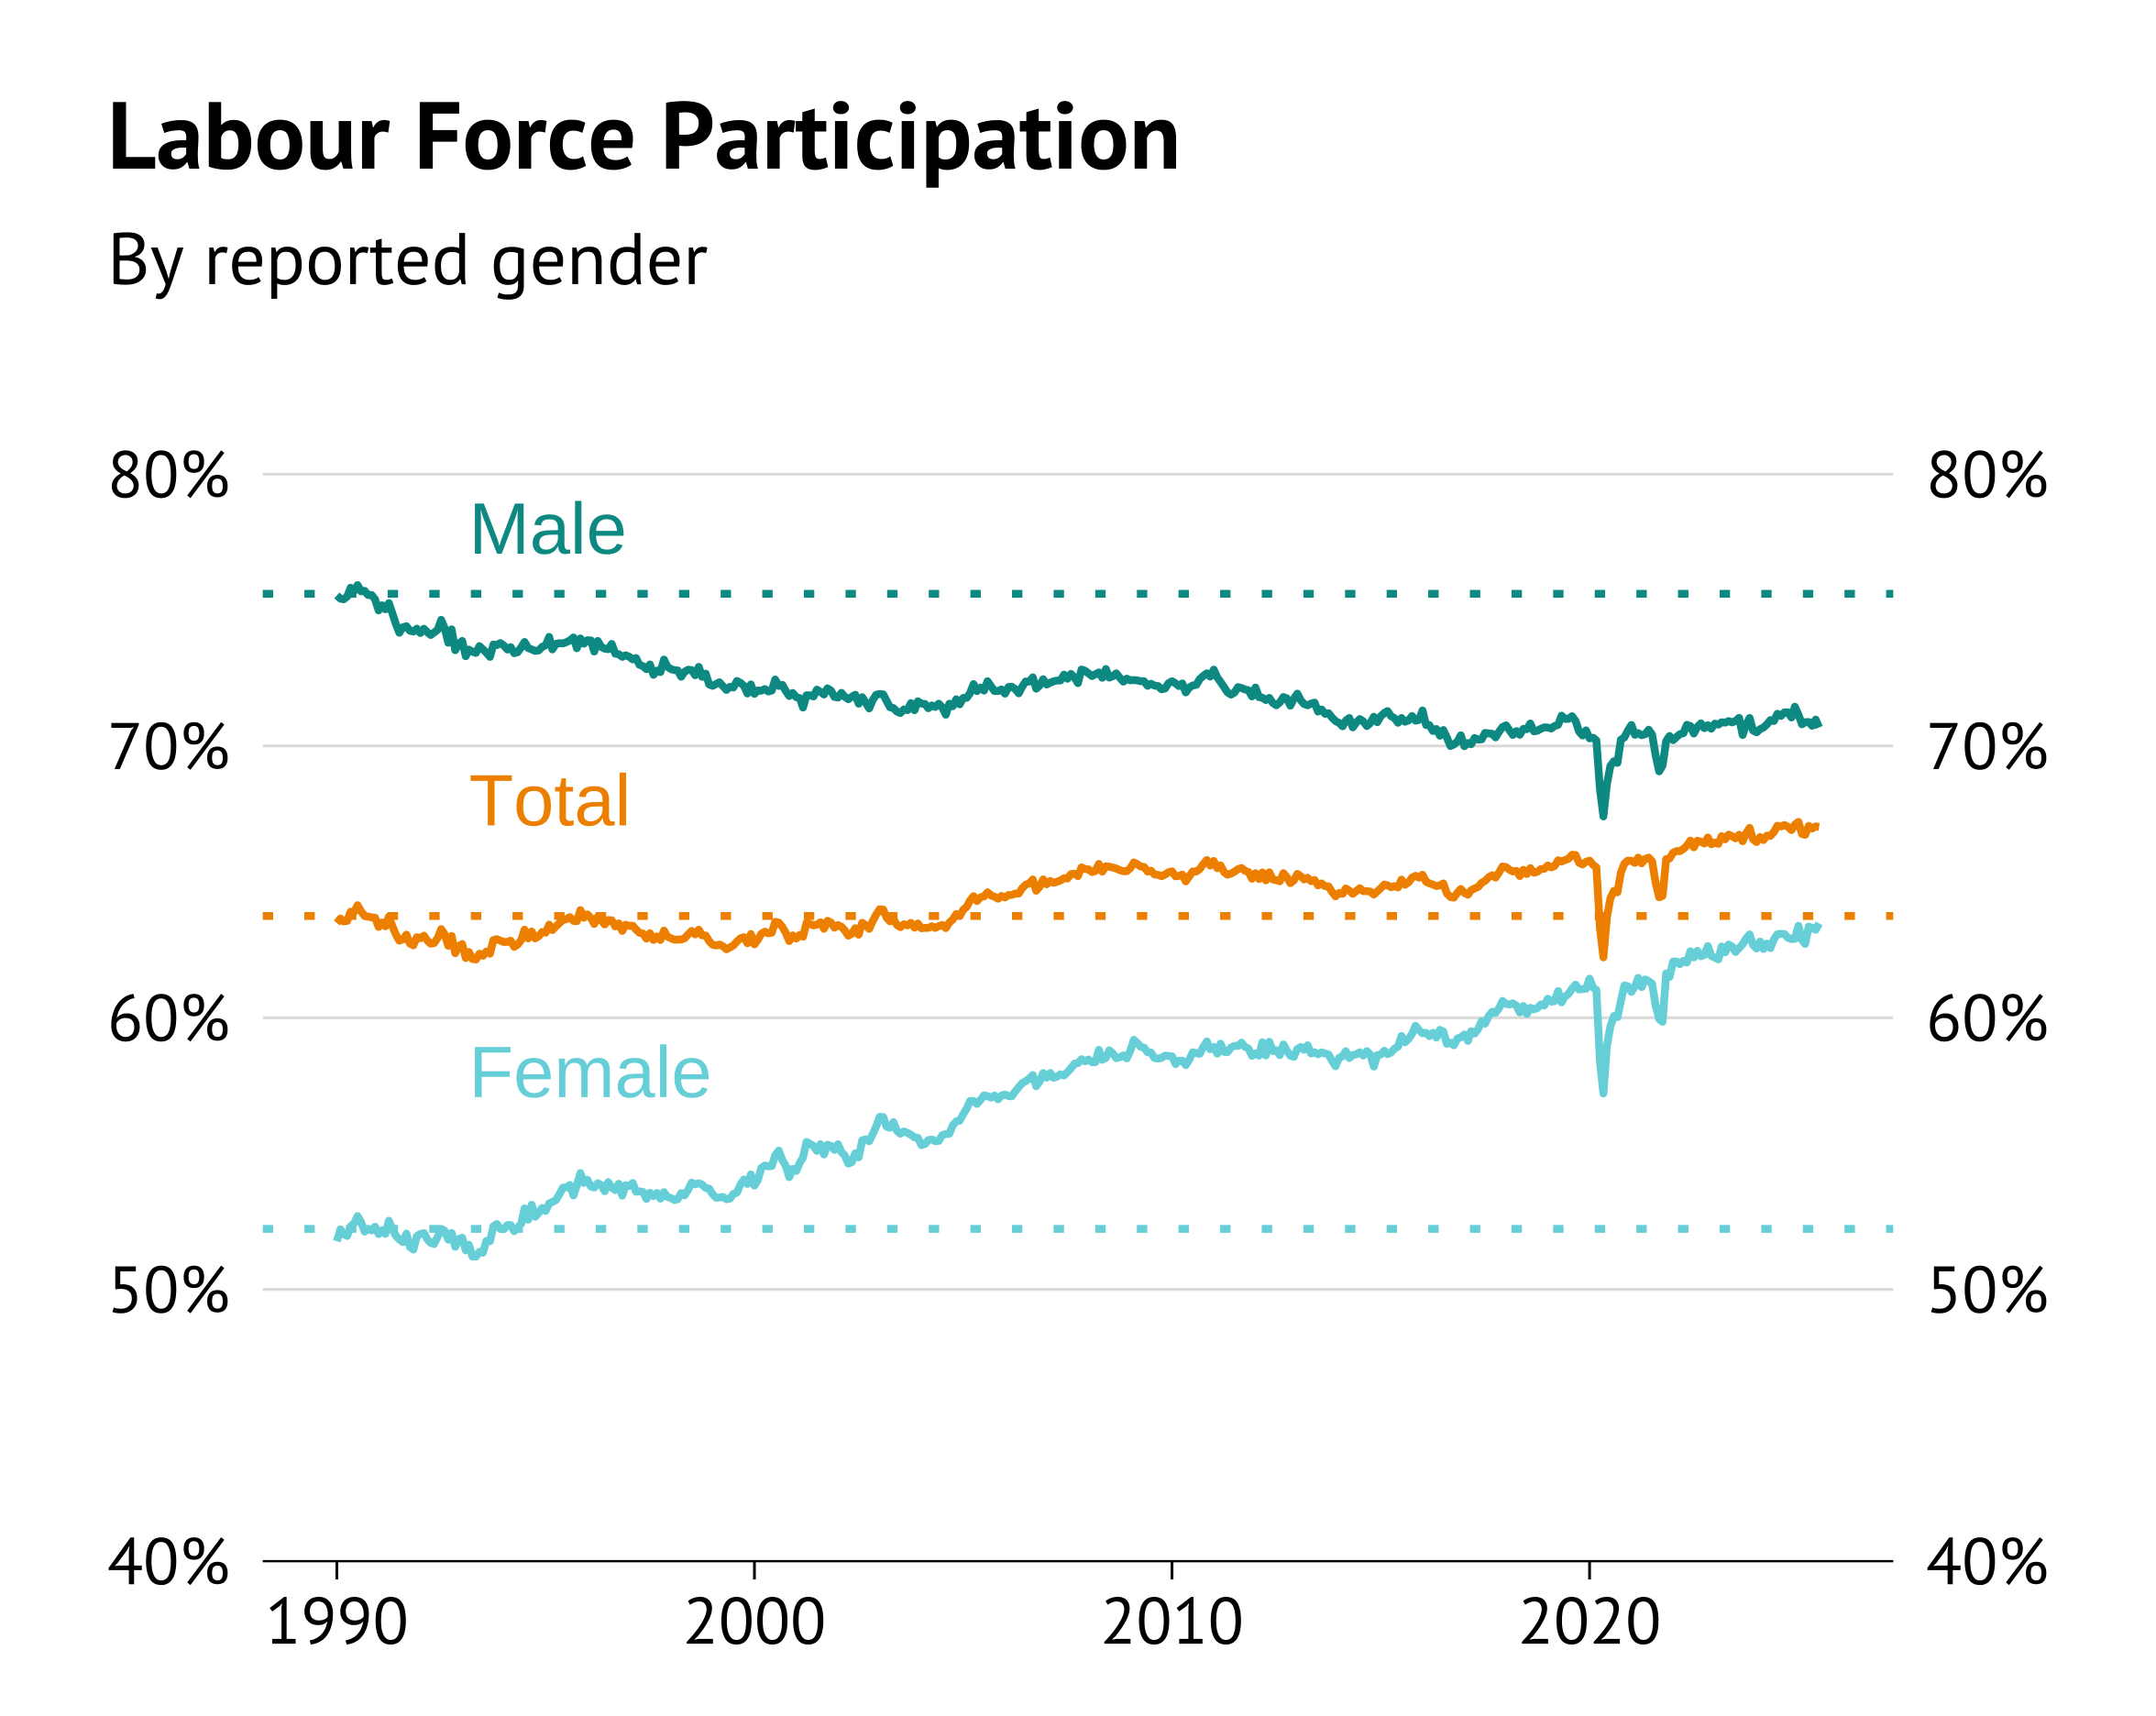 Labour Force Participation
By reported gender
80% 80%
Male
70% 70%
Total
60% 60%
Female
50% 50%
40% 40%
1990 2000 2010 2020